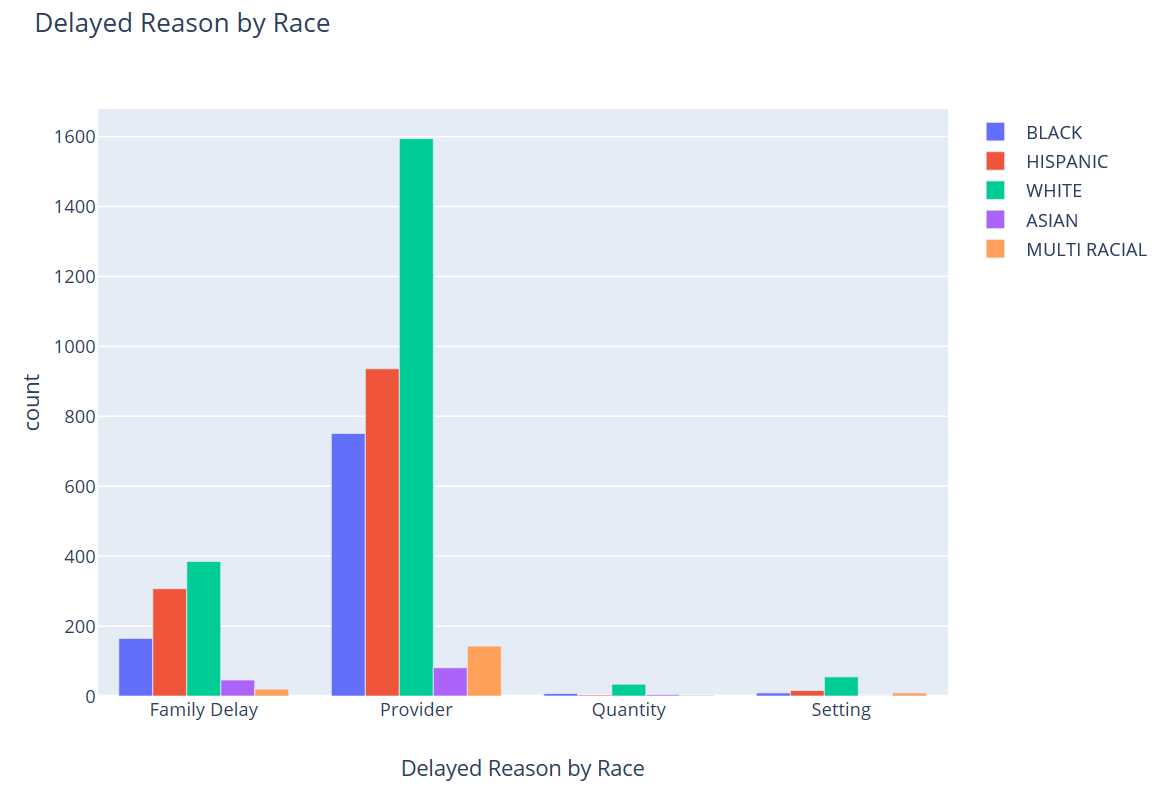 Delayed Reason by Race
1600
1400
1200
1000
800
600
400
200
0
count
Family Delay
Provider
Quantity
Setting
Delayed Reason by Race
BLACK
HISPANIC
WHITE
ASIAN
MULTI RACIAL